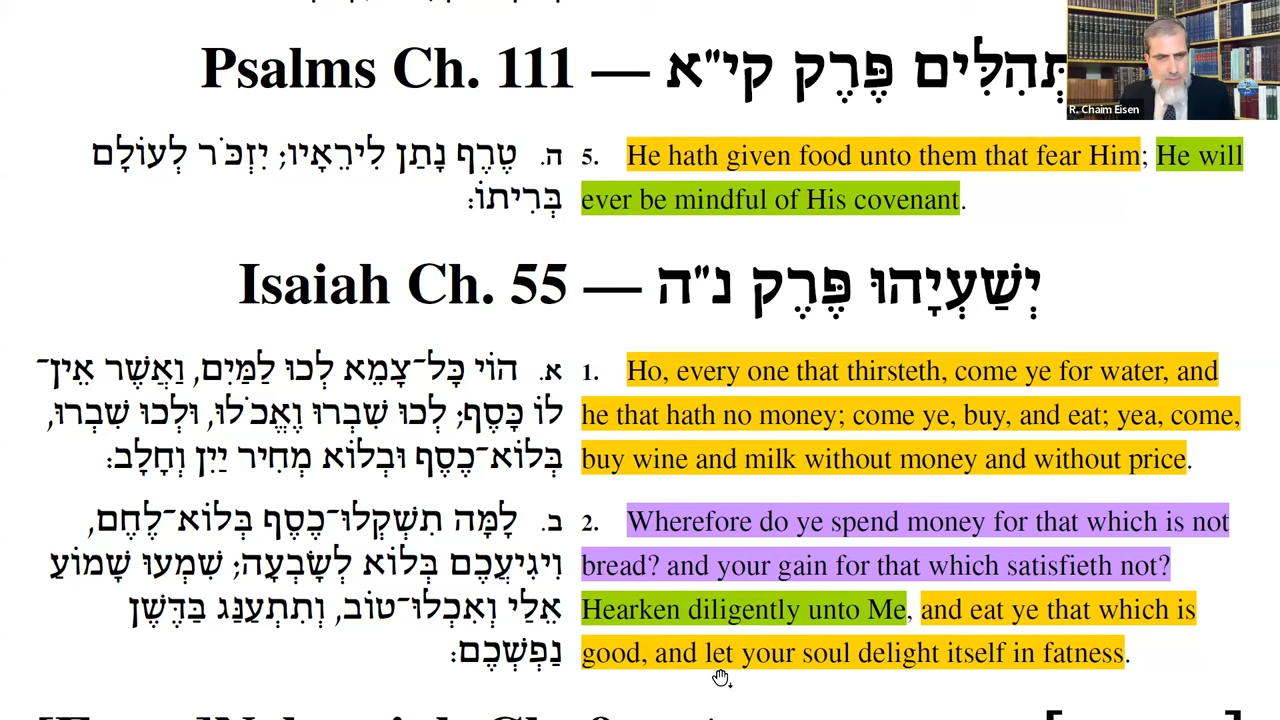 Psalms Ch. 111 — תְּהִלִּים פֶּרֶק קי"א
R. Chaim Eisen
ה. טֶרֶף נָתַן לִירֵאָיו; יִזְכֹּר לְעוֹלָם
בְּרִיתוֹ:
5. He hath given food unto them that fear Him; He will
ever be mindful of His covenant.
Isaiah Ch. 55 — יְשַׁעְיָהוּ פֶּרֶק נ"ה
א. הוֹי כָּל־צָמֵא לְכוּ לַמַּיִם, וַאֲשֶׁר אֵין־
לוֹ כָּסֶף; לְכוּ שִׁבְרוּ וֶאֱכֹלוּ, וּלְכוּ שִׁבְרוּ,
בְּלוֹא־כֶסֶף וּבְלוֹא מְחִיר יַיִן וְחָלָב:
1. Ho, every one that thirsteth, come ye for water, and
he that hath no money; come ye, buy, and eat; yea, come,
buy wine and milk without money and without price.
ב. לָמָּה תִשְׁקְלוּ־כֶסֶף בְּלוֹא־לֶחֶם,
וִיגִיעֲכֶם בְּלוֹא לְשָׂבְעָה; שִׁמְעוּ שָׁמוֹעַ
אֵלַי וְאִכְלוּ־טוֹב, וְתִתְעַנַּג בַּדֶּשֶׁן
נַפְשְׁכֶם:
2. Wherefore do ye spend money for that which is not
bread? and your gain for that which satisfieth not?
Hearken diligently unto Me, and eat ye that which is
good, and let your soul delight itself in fatness.